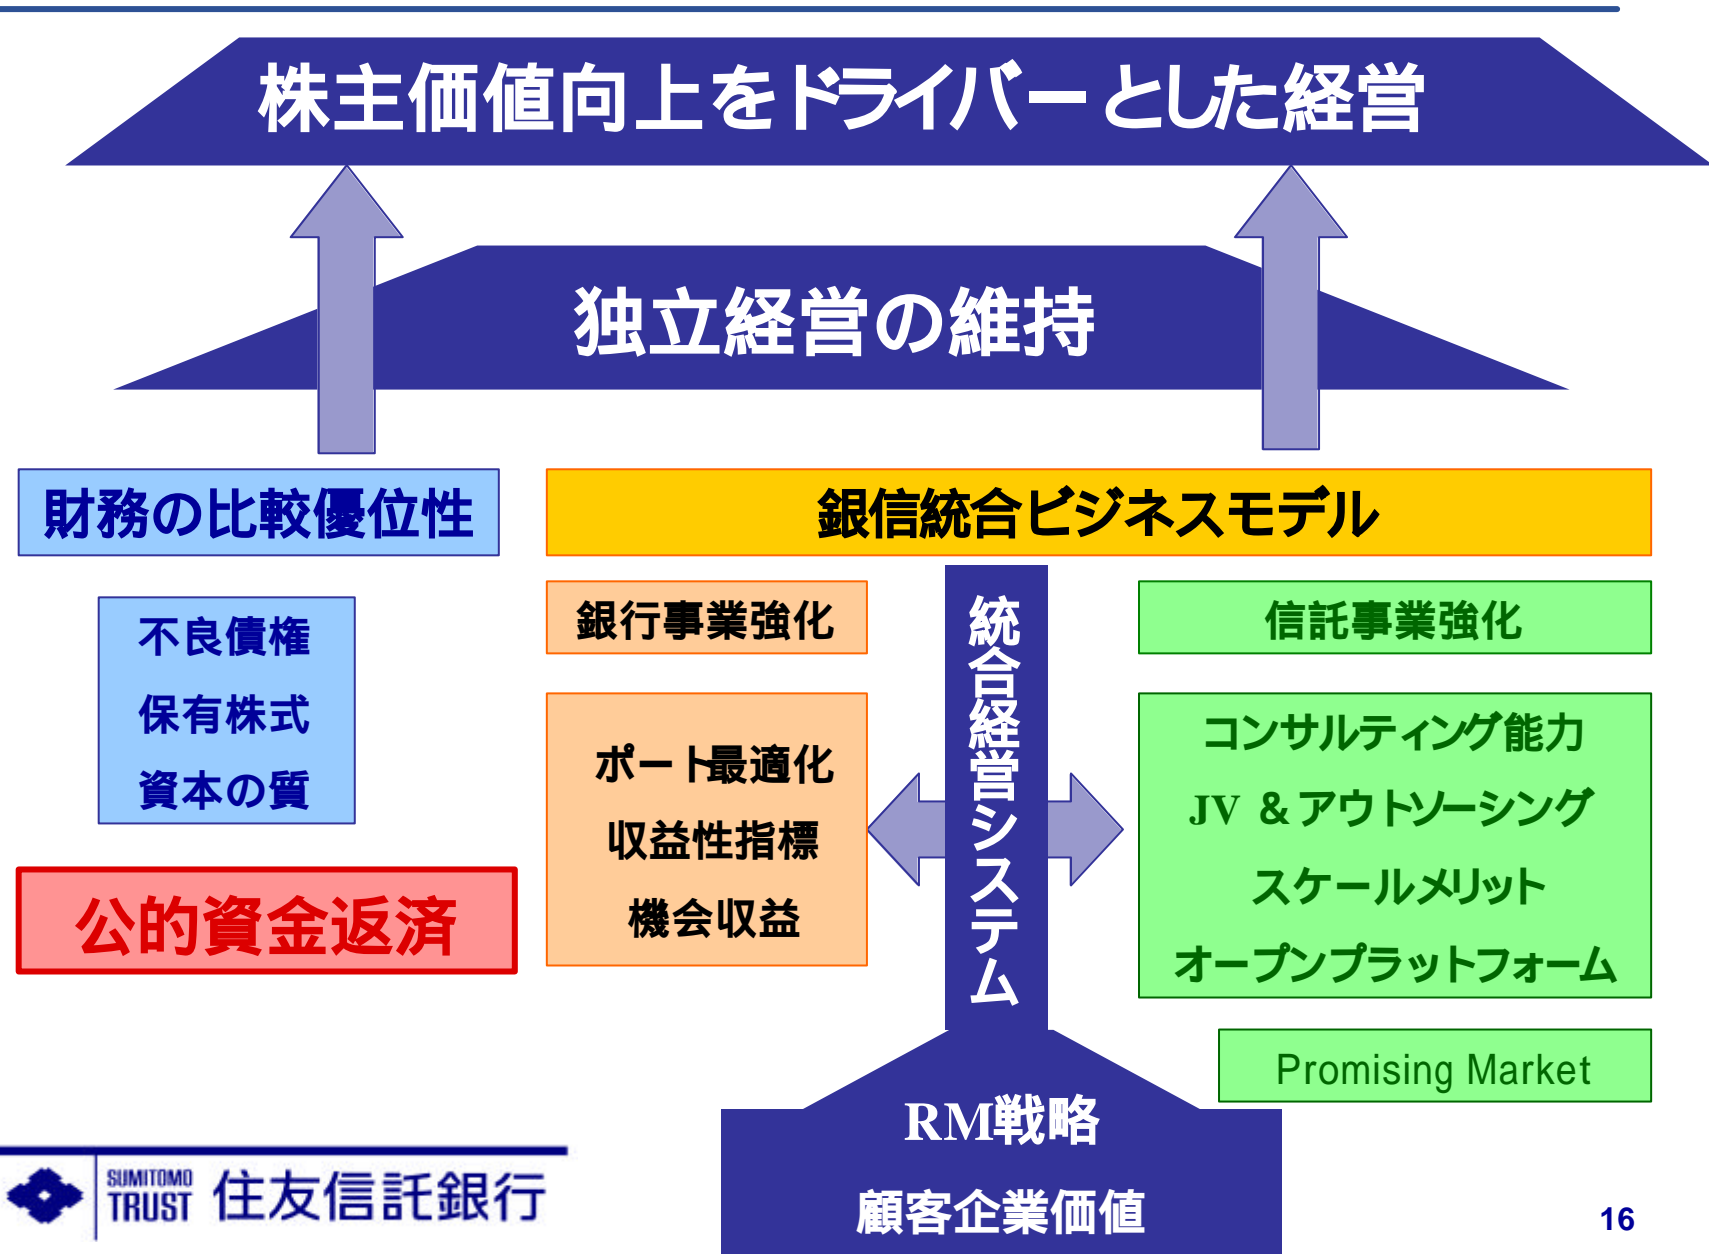 株主価値向上をドライバーとした経営
独立経営の維持
財務の比較優位性
不良債権
保有株式
資本の質
公的資金返済
銀信統合ビジネスモデル
銀行事業強化
ポート最適化
収益性指標
機会収益
統合経営システム
信託事業強化
コンサルティング能力
JV &アウトソーシング
スケールメリット
オープンプラットフォーム
Promising Market
RM戦略
顧客企業価値
SUMITOMO
TRUST
住友信託銀行
16